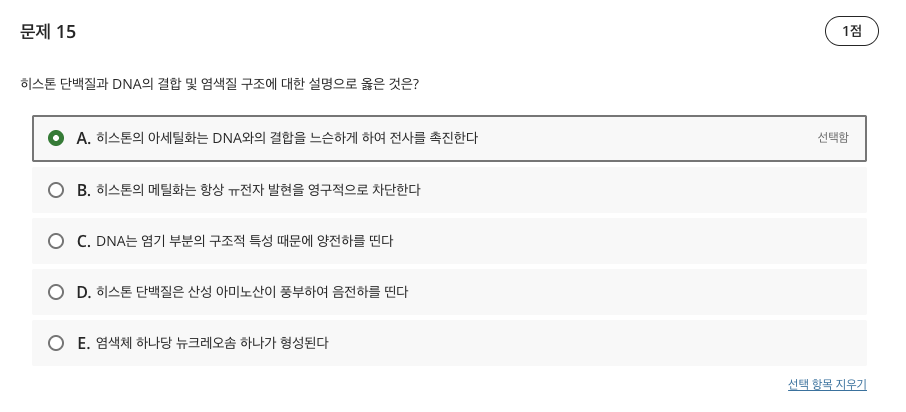 문제 15
1점
히스톤 단백질과 DNA의 결합 및 염색질 구조에 대한 설명으로 옳은 것은?
A. 히스톤의 아세틸화는 DNA와의 결합을 느슨하게 하여 전사를 촉진한다
선택함
B. 히스톤의 메틸화는 항상 ㅠ전자 발현을 영구적으로 차단한다
C. DNA는 염기 부분의 구조적 특성 때문에 양전하를 띤다
D. 히스톤 단백질은 산성 아미노산이 풍부하여 음전하를 띤다
E. 염색체 하나당 뉴크레오솜 하나가 형성된다
선택 항목 지우기